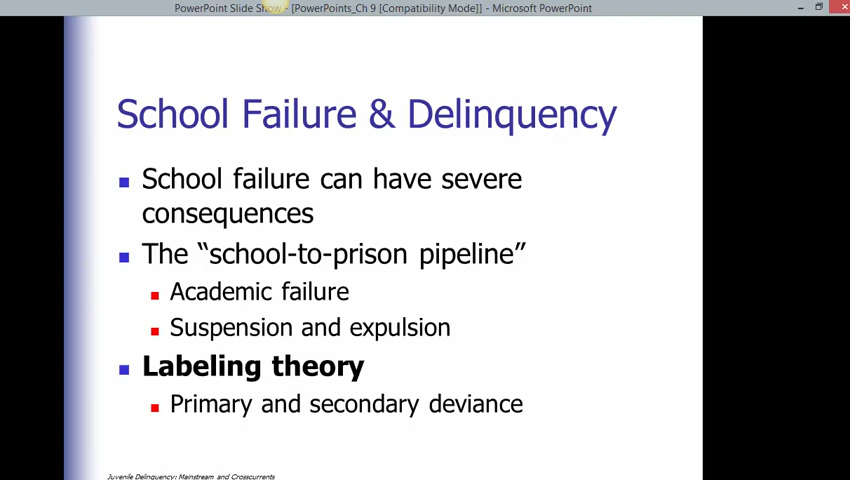 PowerPoint Slide Show - [PowerPoints_Ch 9 [Compatibility Mode]] - Microsoft PowerPoint
School Failure & Delinquency
School failure can have severe
consequences
The “school-to-prison pipeline”
Academic failure
Suspension and expulsion
Labeling theory
Primary and secondary deviance
Juvenile Delinquency: Mainstream and Crosscurrents